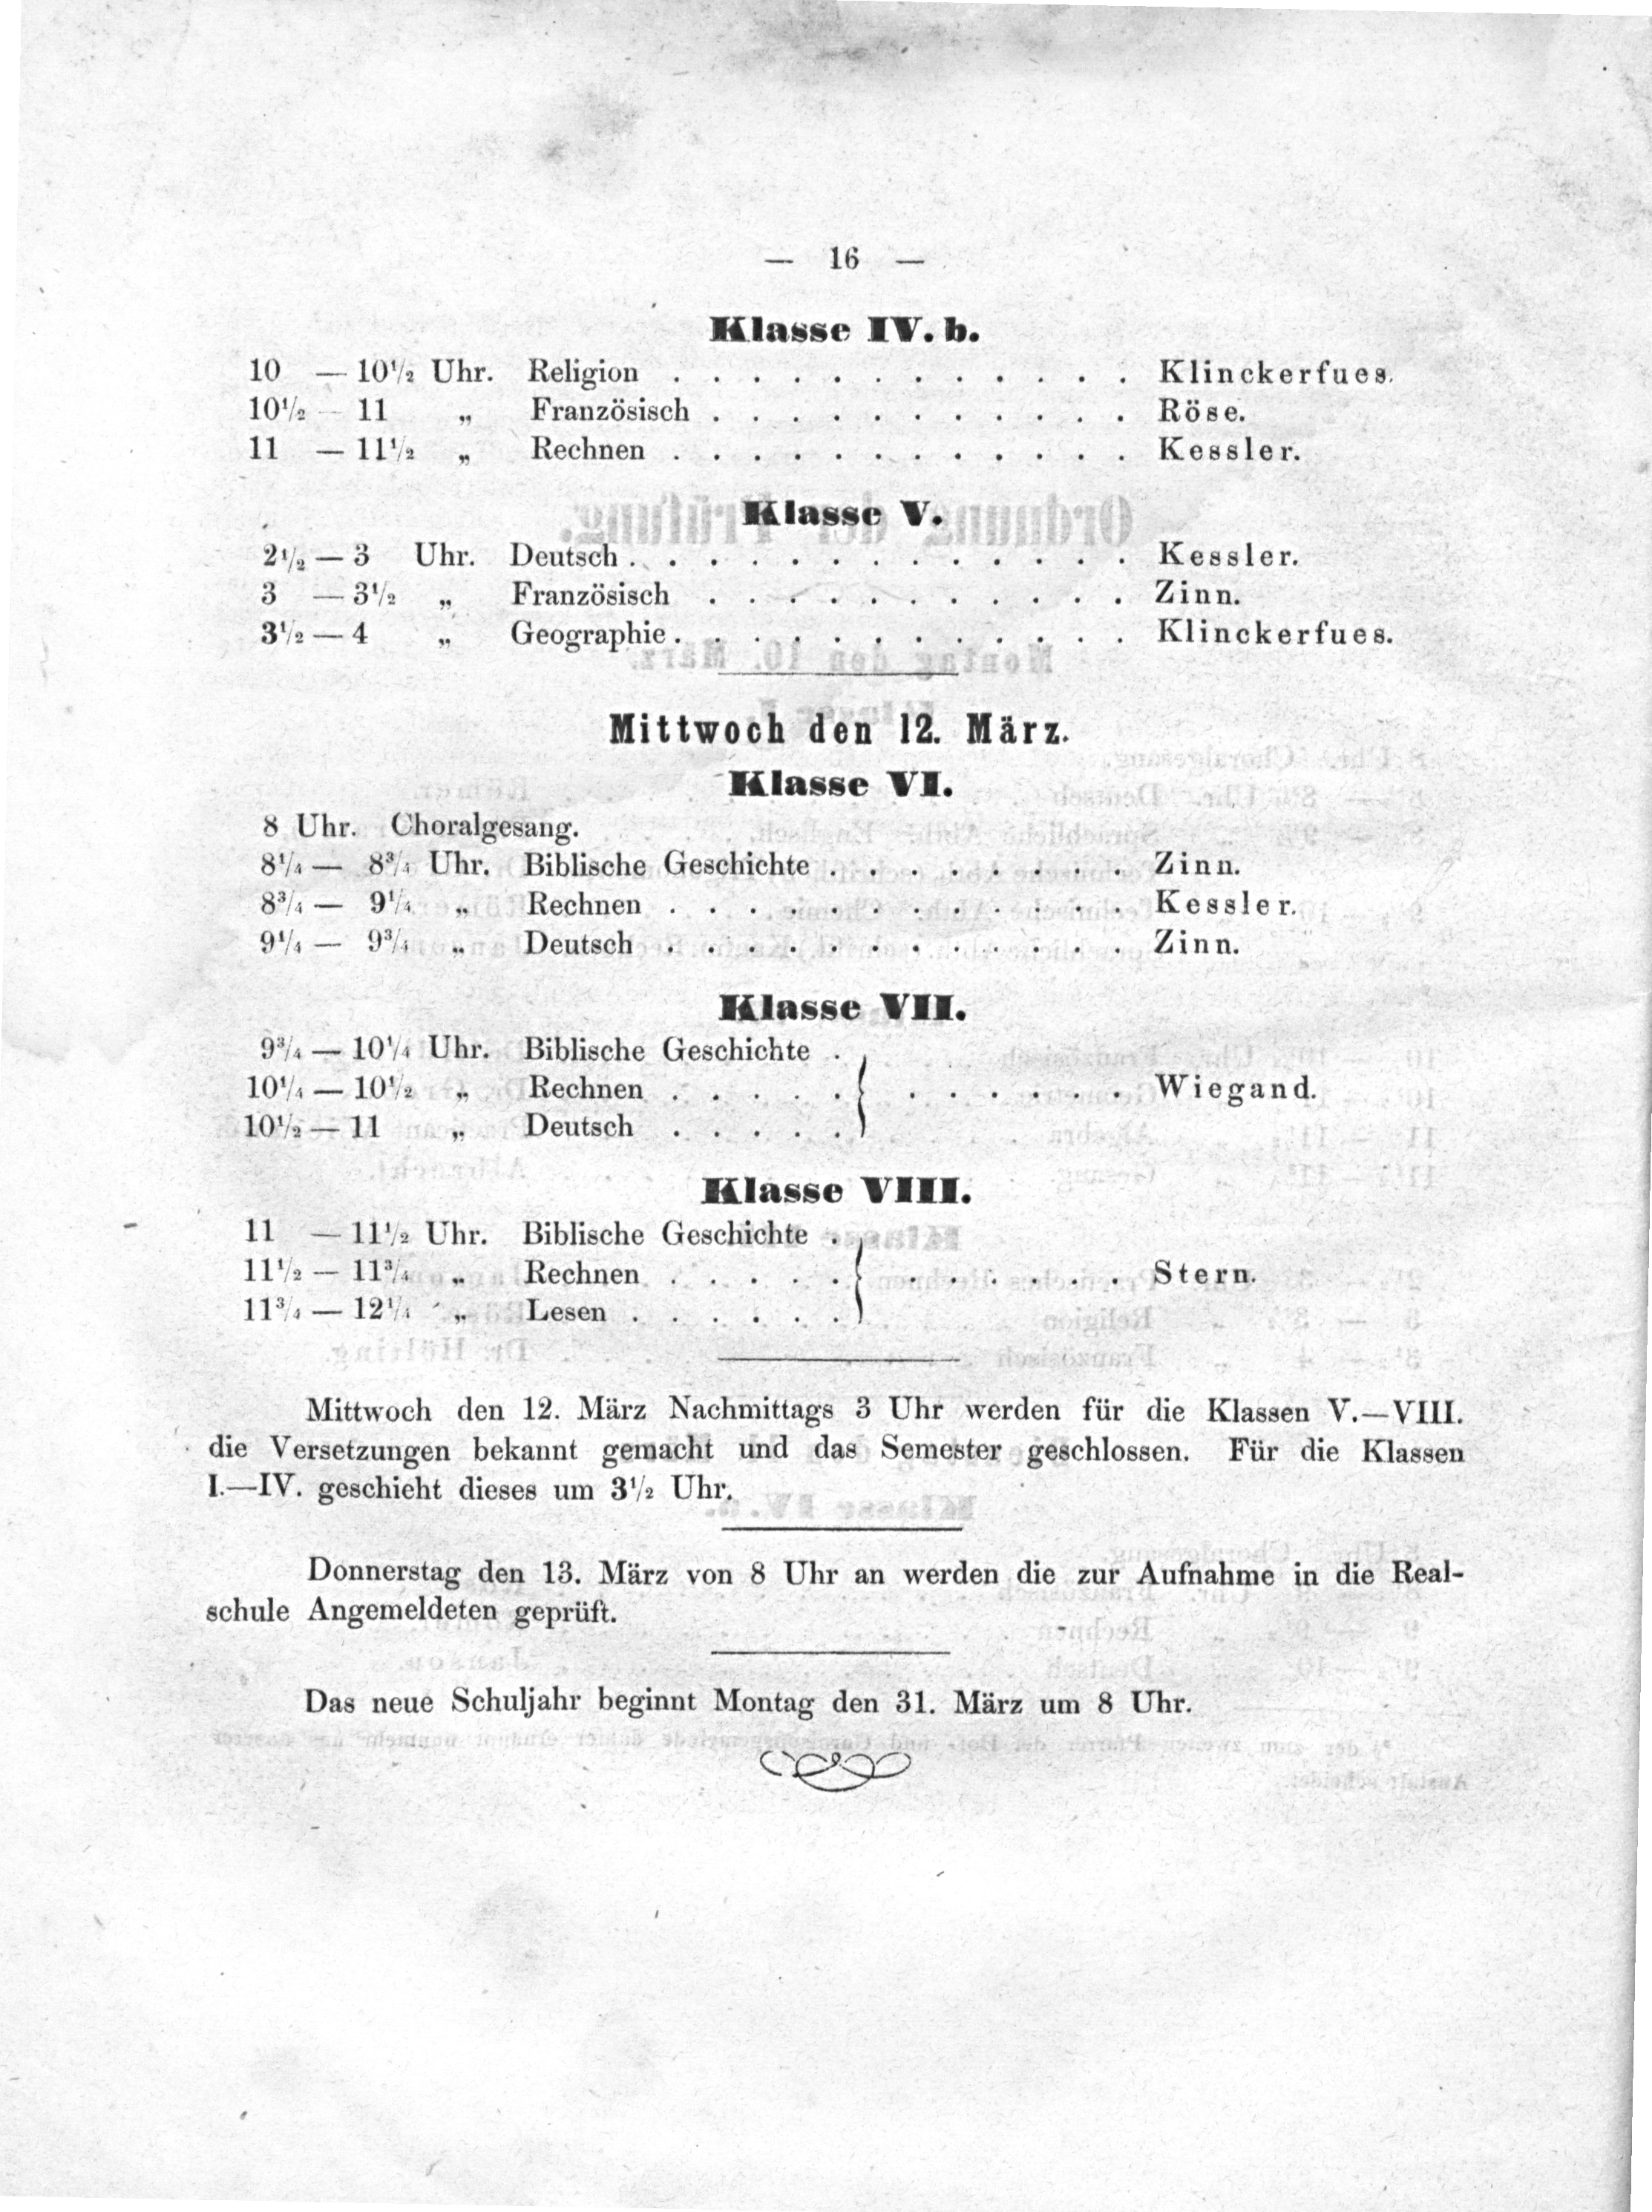 — 16 —
Klasse IV. b.
10 — 10½ Uhr. Religion . . . . . . . . . . . . Klinckerfues.
10½ — 11 „ Französisch . . . . . . . . . . . Röse.
11 — 11½ „ Rechnen . . . . . . . . . . . . Kessler.
Klasse V.
2½ — 3 Uhr. Deutsch . . . . . . . . . . . . . Kessler.
3 — 3½ „ Französisch . . . . . . . . . . . Zinn.
3½ — 4 „ Geographie . . . . . . . . . . . . Klinckerfues.
Mittwoch den 12. März.
Klasse VI.
8 Uhr. Choralgesang.
8¼ — 8¾ Uhr. Biblische Geschichte . . . . . . . . Zinn.
8¾ — 9¼ „ Rechnen . . . . . . . . . . . . Kessler.
9¼ — 9¾ „ Deutsch . . . . . . . . . . . . Zinn.
Klasse VII.
9¾ — 10¼ Uhr. Biblische Geschichte .
10¼ — 10½ „ Rechnen . . . . . { . . . . . . Wiegand.
10½ — 11 „ Deutsch . . . . .
Klasse VIII.
11 — 11½ Uhr. Biblische Geschichte .
11½ — 11¾ „ Rechnen . . . . . { . . . . . . Stern.
11¾ — 12¼ „ Lesen . . . . . .
Mittwoch den 12. März Nachmittags 3 Uhr werden für die Klassen V.—VIII.
die Versetzungen bekannt gemacht und das Semester geschlossen. Für die Klassen
I.—IV. geschieht dieses um 3½ Uhr.
Donnerstag den 13. März von 8 Uhr an werden die zur Aufnahme in die Real-
schule Angemeldeten geprüft.
Das neue Schuljahr beginnt Montag den 31. März um 8 Uhr.